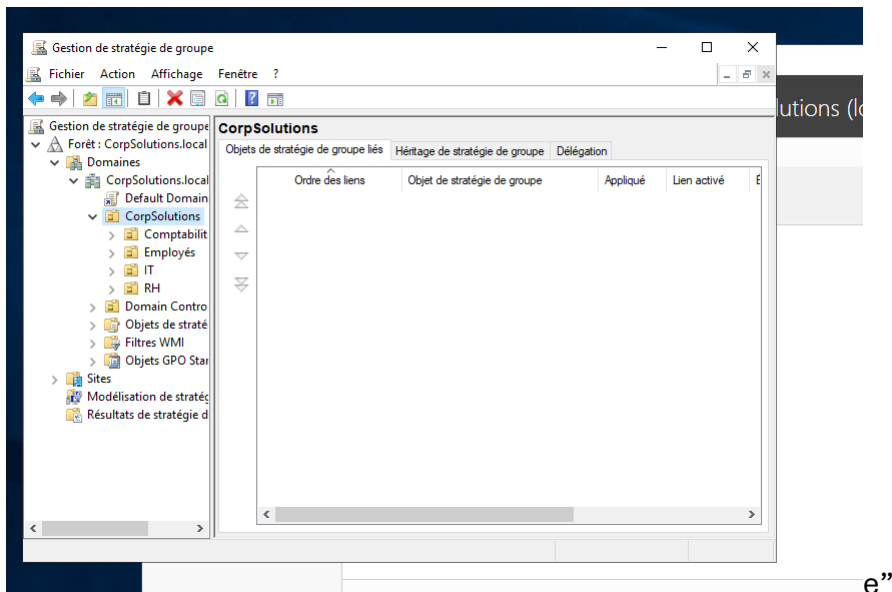 Gestion de stratégie de groupe
Fichier Action Affichage Fenêtre ?
lutions (lo
Gestion de stratégie de groupe
Forêt : CorpSolutions.local
Domaines
CorpSolutions.local
Default Domain
CorpSolutions
Comptabilit
Employés
IT
RH
Domain Contro
Objets de straté
Filtres WMI
Objets GPO Star
Sites
Modélisation de stratég
Résultats de stratégie d
CorpSolutions
Objets de stratégie de groupe liés Héritage de stratégie de groupe Délégation
Ordre des liens Objet de stratégie de groupe Appliqué Lien activé É
e”